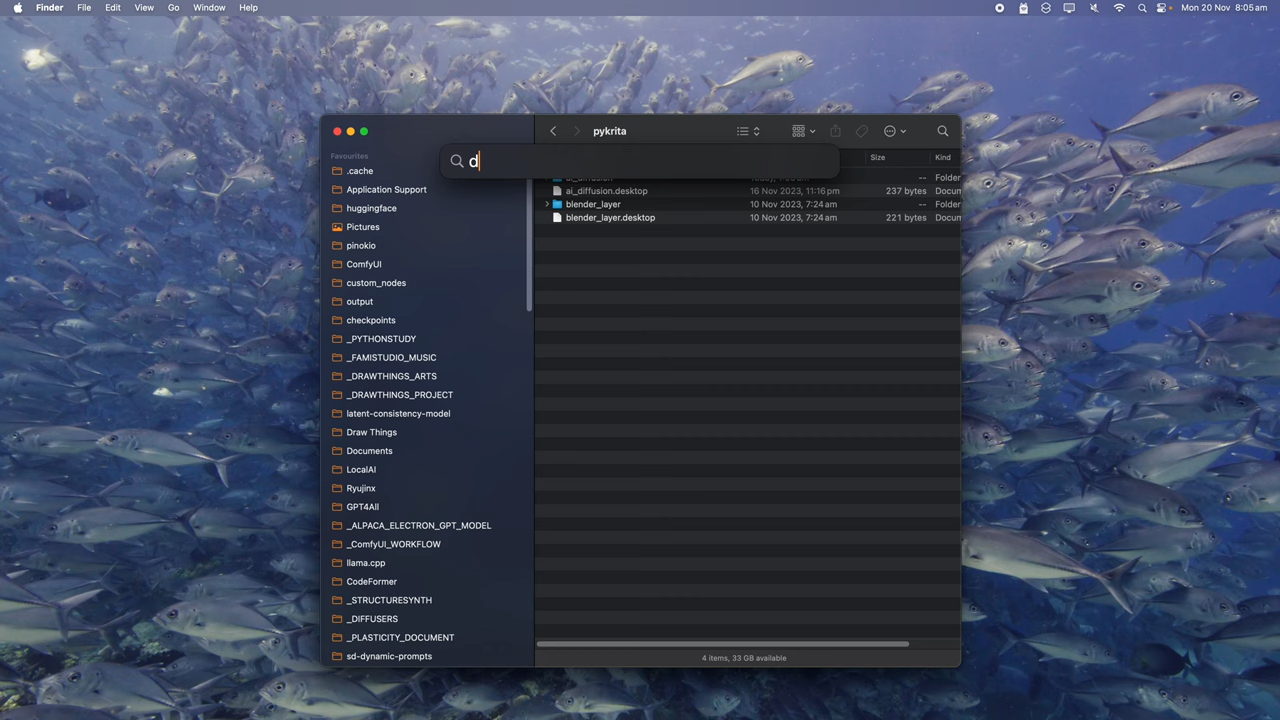 Finder File Edit View Go Window Help Mon 20 Nov 8:05 am
pykrita
d
Favourites
Size Kind
.cache
Application Support
huggingface
Pictures
pinokio
ComfyUI
custom_nodes
output
checkpoints
_PYTHONSTUDY
_FAMISTUDIO_MUSIC
_DRAWTHINGS_ARTS
_DRAWTHINGS_PROJECT
latent-consistency-model
Draw Things
Documents
LocalAI
Ryujinx
GPT4All
_ALPACA_ELECTRON_GPT_MODEL
_ComfyUI_WORKFLOW
llama.cpp
CodeFormer
_STRUCTURESYNTH
_DIFFUSERS
_PLASTICITY_DOCUMENT
sd-dynamic-prompts
-- Folder
ai_diffusion.desktop 16 Nov 2023, 11:16 pm 237 bytes Docum
blender_layer 10 Nov 2023, 7:24 am -- Folder
blender_layer.desktop 10 Nov 2023, 7:24 am 221 bytes Docum
4 items, 33 GB available